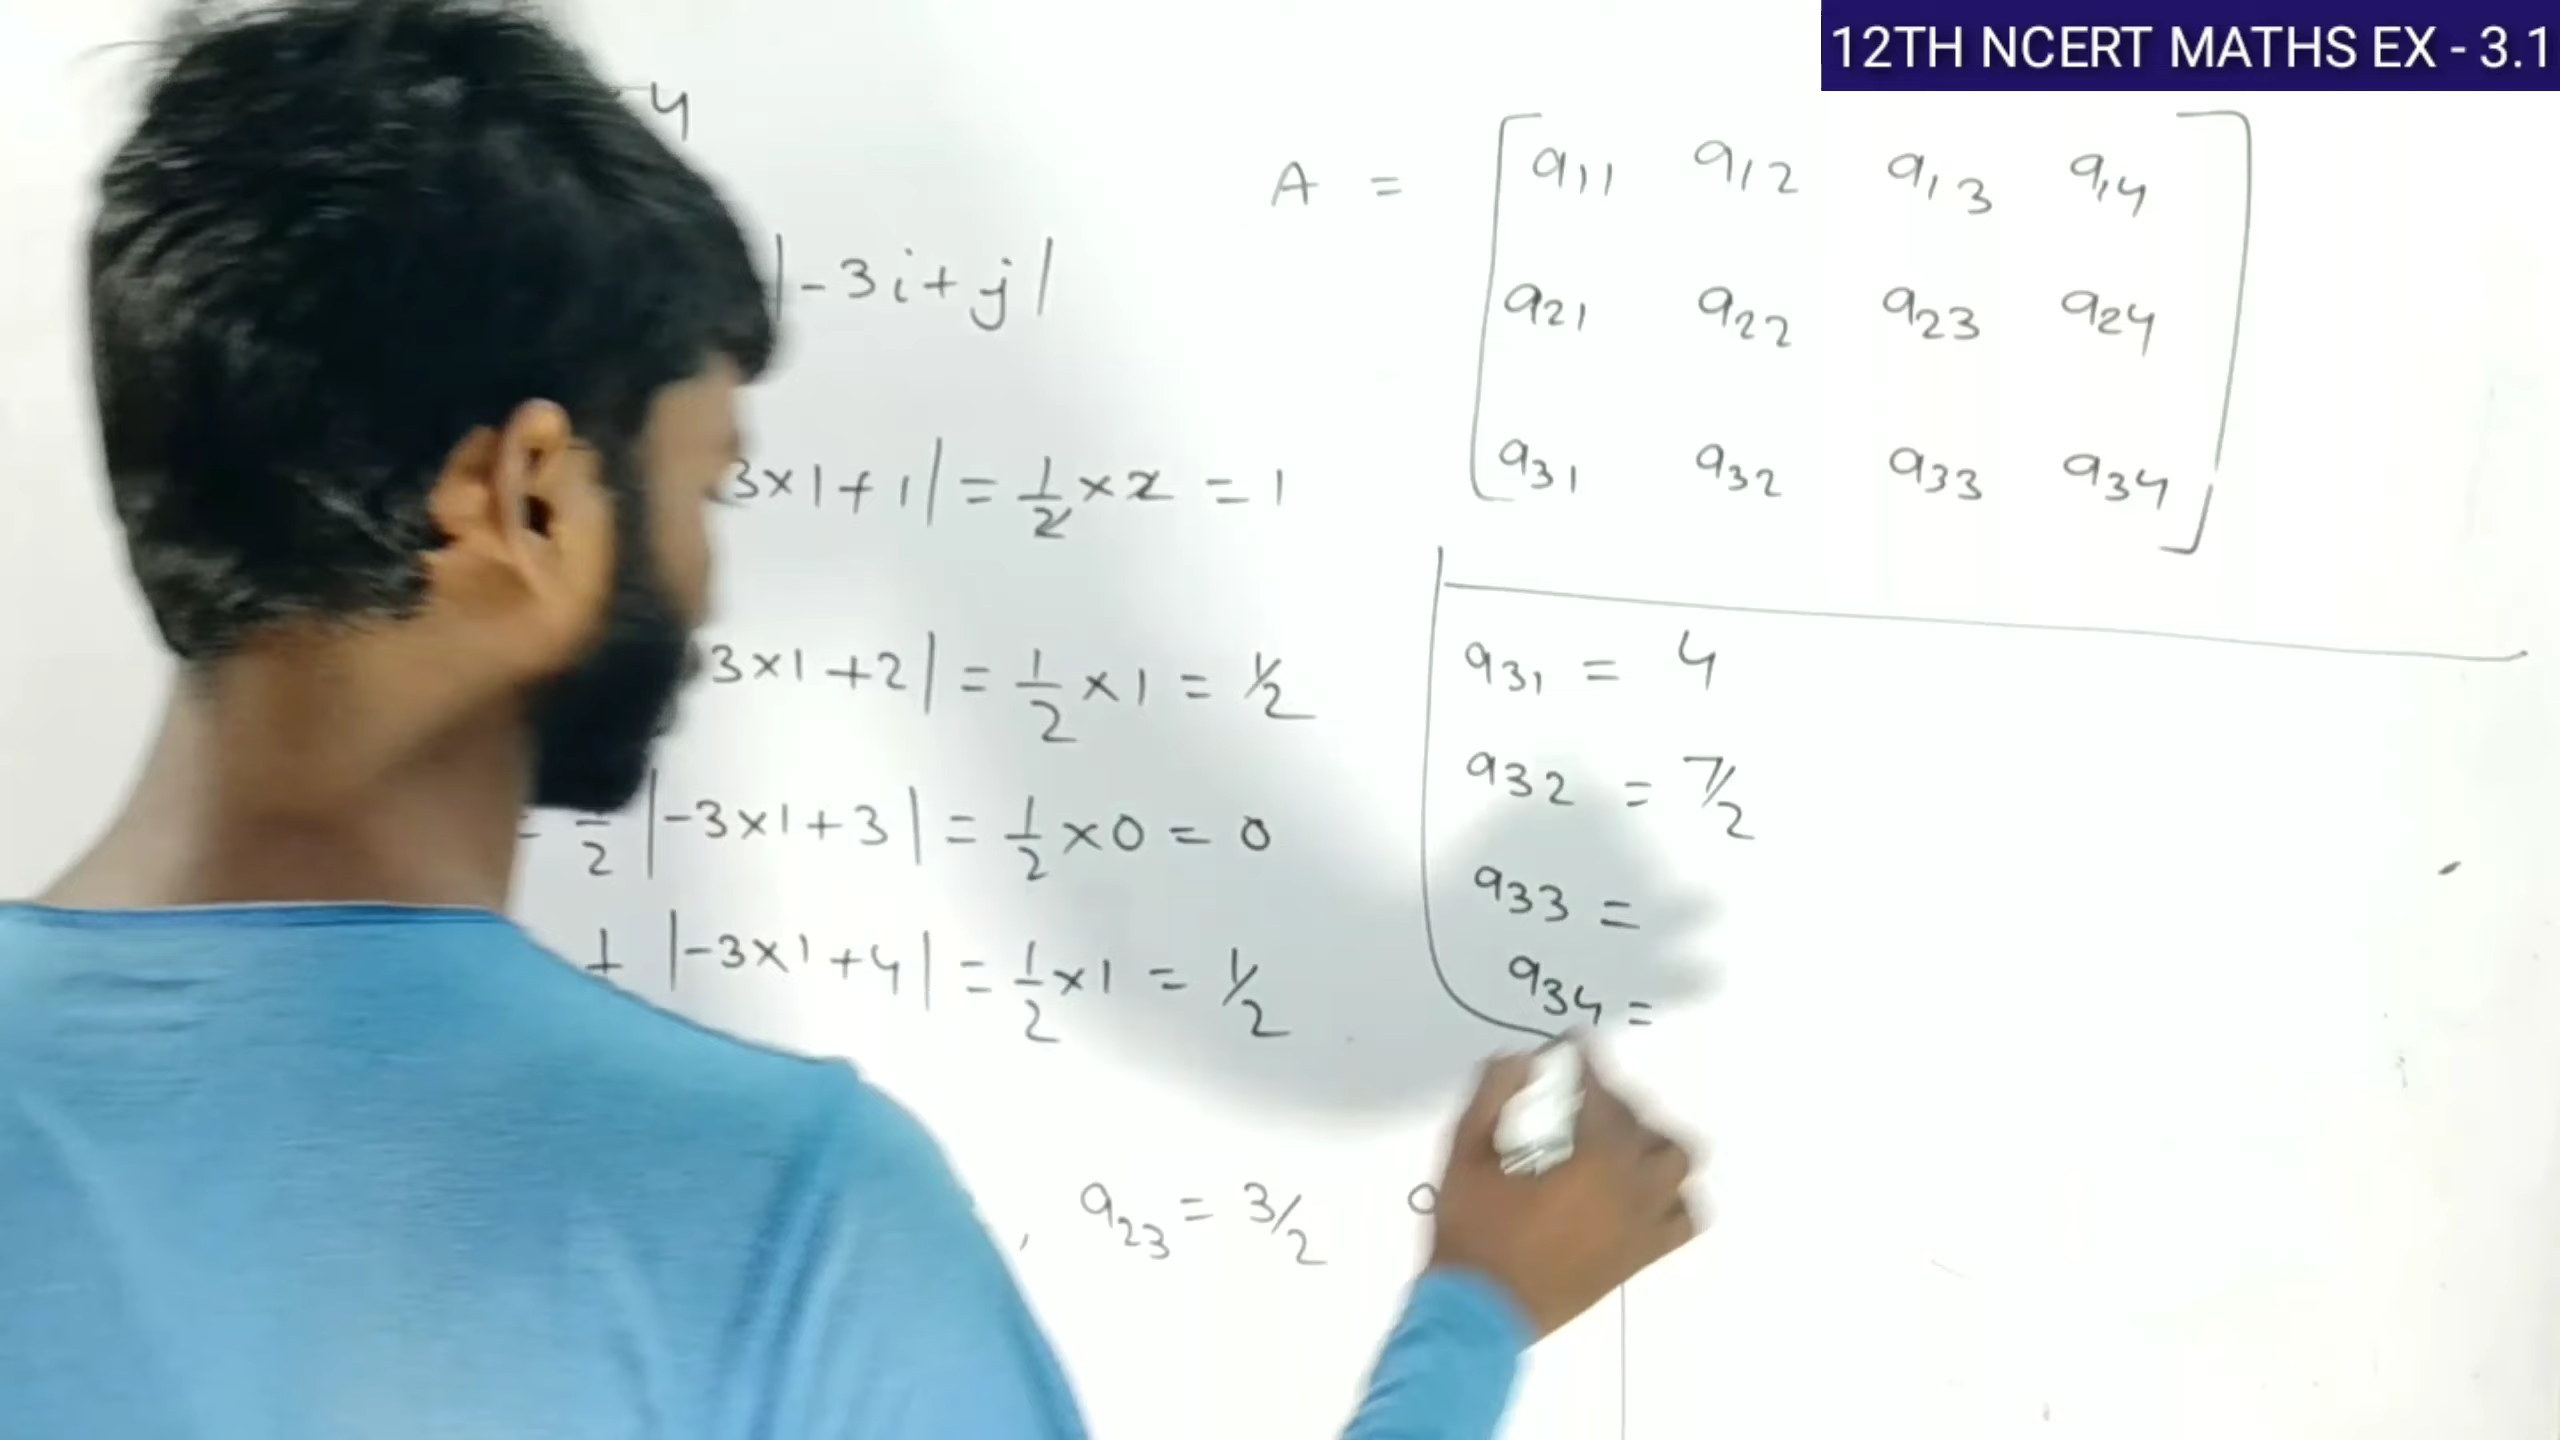 12TH NCERT MATHS EX - 3.1
4
A = [ a11 a12 a13 a14
a21 a22 a23 a24
a31 a32 a33 a34 ]
|-3i+j|
3×1+1| = 1/2 × 2 = 1
3×1+2| = 1/2 × 1 = 1/2
2 |-3×1+3| = 1/2 × 0 = 0
1 |-3×1+4| = 1/2 × 1 = 1/2
, a23 = 3/2
a31 = 4
a32 = 7/2
a33 =
a34 =